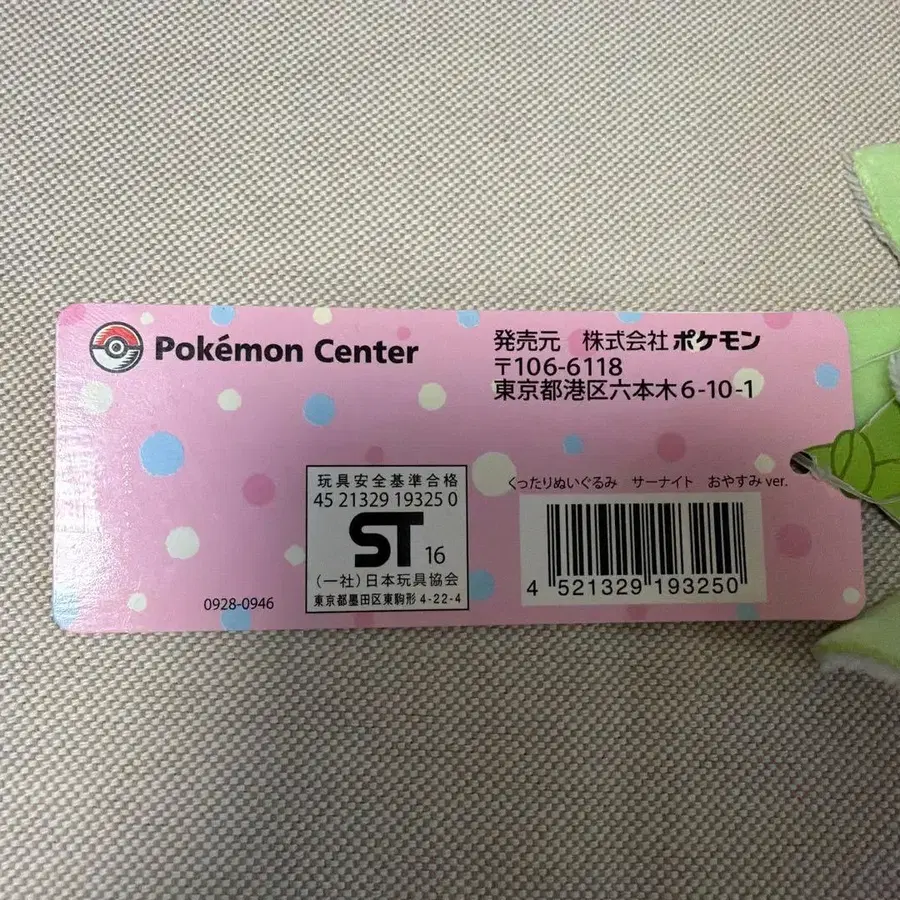 Pokémon Center
発売元　株式会社 ポケモン
〒106-6118
東京都港区六本木6-10-1
玩具安全基準合格
45 21329 19325 0
ST 16
(一社)日本玩具協会
東京都墨田区東駒形 4-22-4
0928-0946
くったりぬいぐるみ　サーナイト　おやすみ ver.
4 521329 193250